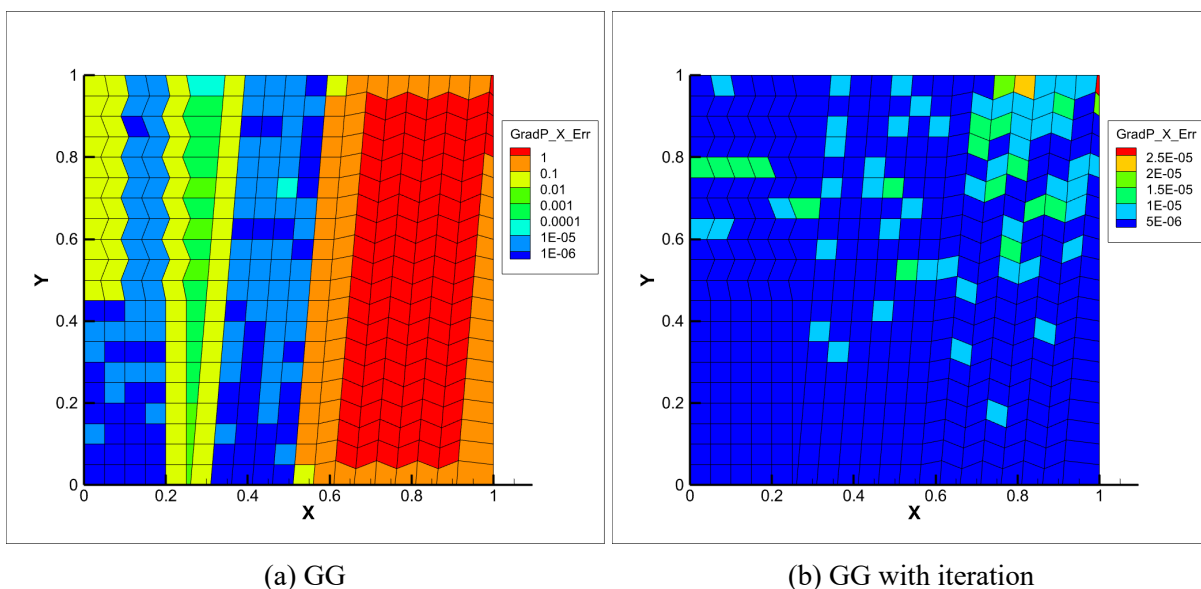 GradP_X_Err
1
0.1
0.01
0.001
0.0001
1E-05
1E-06
Y
1
0.8
0.6
0.4
0.2
0
0 0.2 0.4 0.6 0.8 1
X
(a) GG
GradP_X_Err
2.5E-05
2E-05
1.5E-05
1E-05
5E-06
Y
1
0.8
0.6
0.4
0.2
0
0 0.2 0.4 0.6 0.8 1
X
(b) GG with iteration